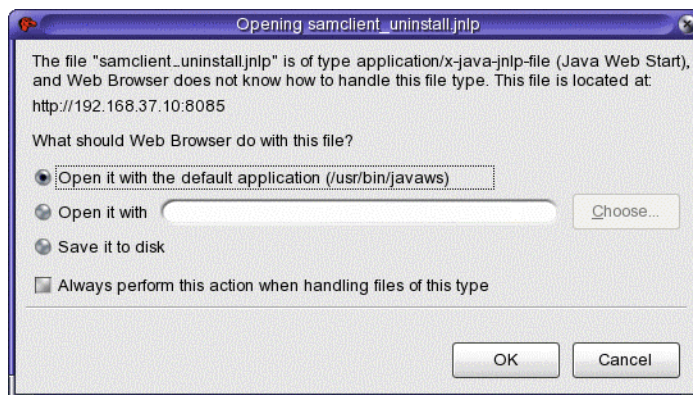 Opening samclient_uninstall.jnlp
The file "samclient_uninstall.jnlp" is of type application/x-java-jnlp-file (Java Web Start),
and Web Browser does not know how to handle this file type. This file is located at:
http://192.168.37.10:8085
What should Web Browser do with this file?
Open it with the default application (/usr/bin/javaws)
Open it with
Choose...
Save it to disk
Always perform this action when handling files of this type
OK
Cancel